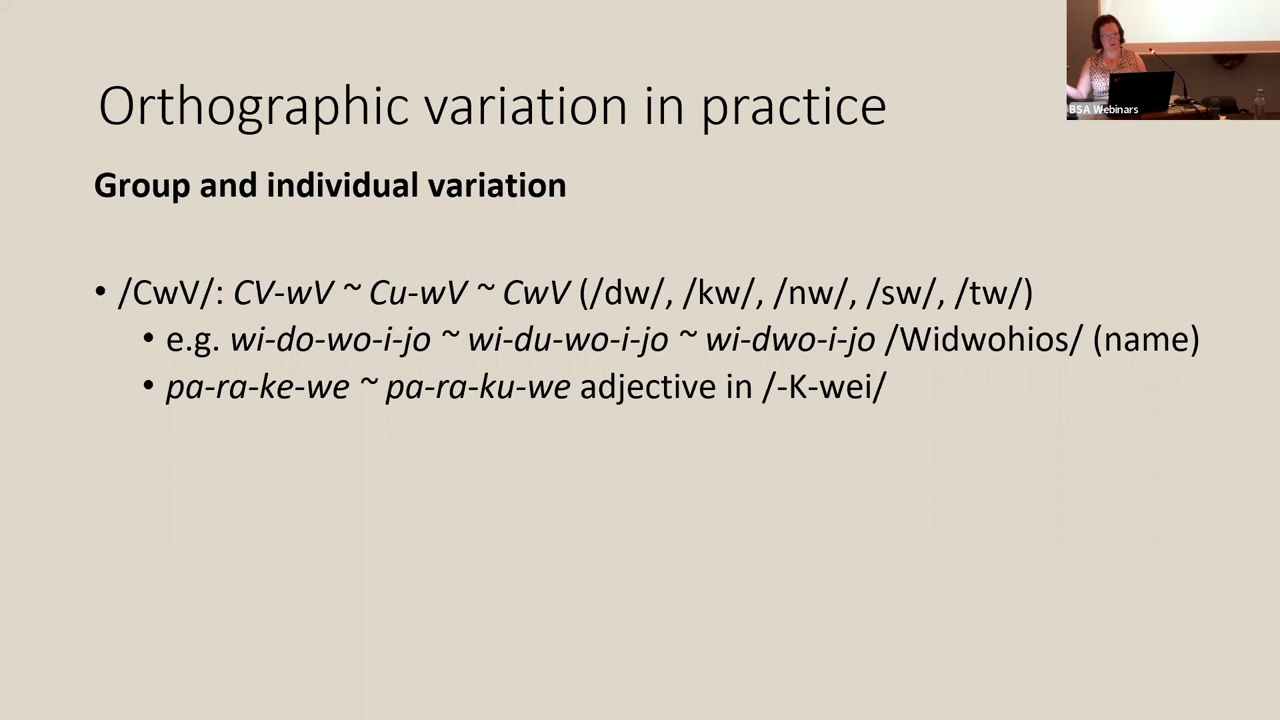 Orthographic variation in practice
BSA Webinars
Group and individual variation
• /CwV/: CV-wV ~ Cu-wV ~ CwV (/dw/, /kw/, /nw/, /sw/, /tw/)
• e.g. wi-do-wo-i-jo ~ wi-du-wo-i-jo ~ wi-dwo-i-jo /Widwohios/ (name)
• pa-ra-ke-we ~ pa-ra-ku-we adjective in /-K-wei/